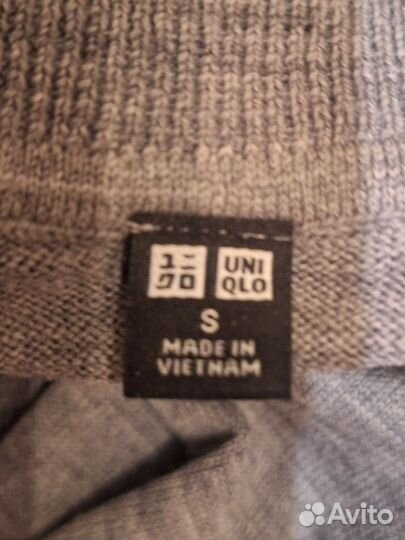 ユニ UNI
クロ QLO
S
MADE IN
VIETNAM
Avito